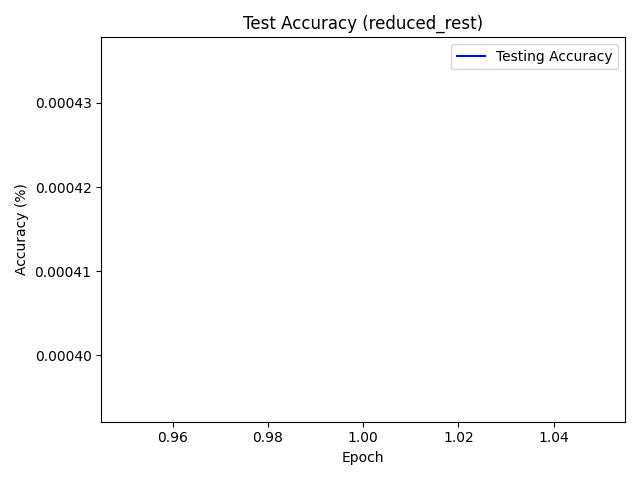 Test Accuracy (reduced_rest)
Testing Accuracy
Accuracy (%)
0.00043
0.00042
0.00041
0.00040
0.96 0.98 1.00 1.02 1.04
Epoch